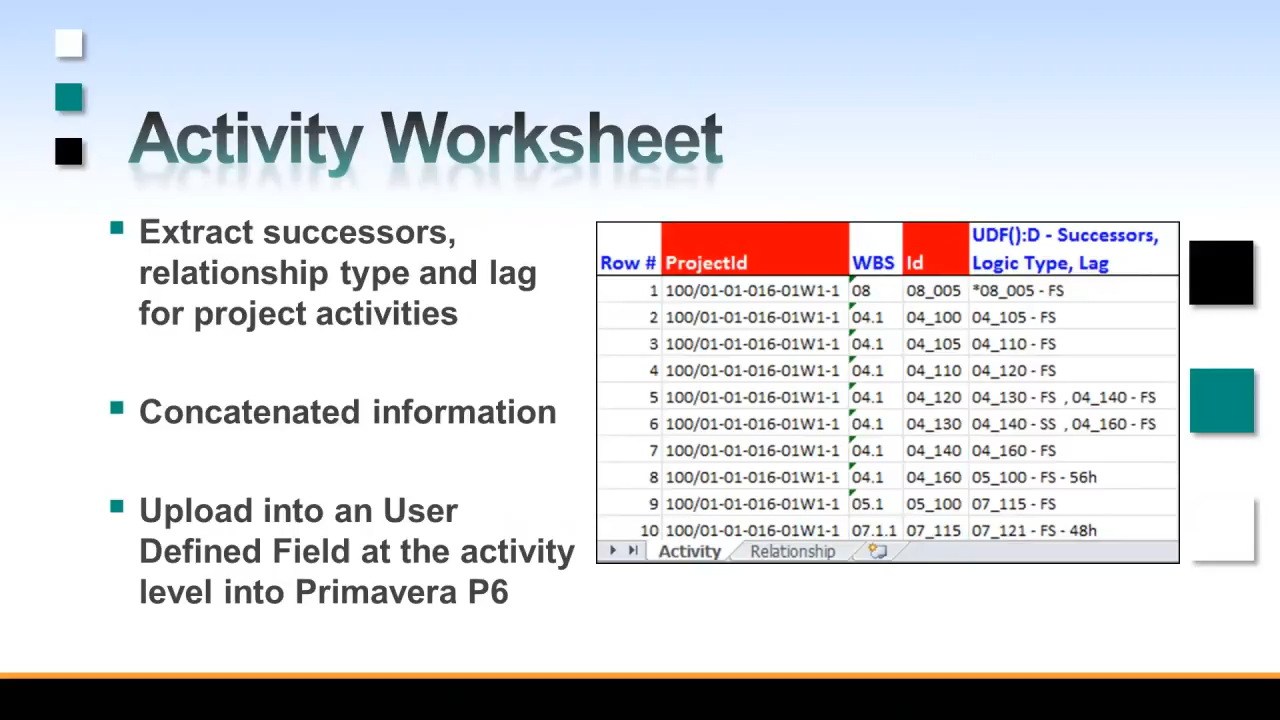 Activity Worksheet
Extract successors,
relationship type and lag
for project activities
Concatenated information
Upload into an User
Defined Field at the activity
level into Primavera P6
UDF():D - Successors,
Row # ProjectId WBS Id Logic Type, Lag
1 100/01-01-016-01W1-1 08 08_005 *08_005 - FS
2 100/01-01-016-01W1-1 04.1 04_100 04_105 - FS
3 100/01-01-016-01W1-1 04.1 04_105 04_110 - FS
4 100/01-01-016-01W1-1 04.1 04_110 04_120 - FS
5 100/01-01-016-01W1-1 04.1 04_120 04_130 - FS , 04_140 - FS
6 100/01-01-016-01W1-1 04.1 04_130 04_140 - SS , 04_160 - FS
7 100/01-01-016-01W1-1 04.1 04_140 04_160 - FS
8 100/01-01-016-01W1-1 04.1 04_160 05_100 - FS - 56h
9 100/01-01-016-01W1-1 05.1 05_100 07_115 - FS
10 100/01-01-016-01W1-1 07.1.1 07_115 07_121 - FS - 48h
Activity Relationship